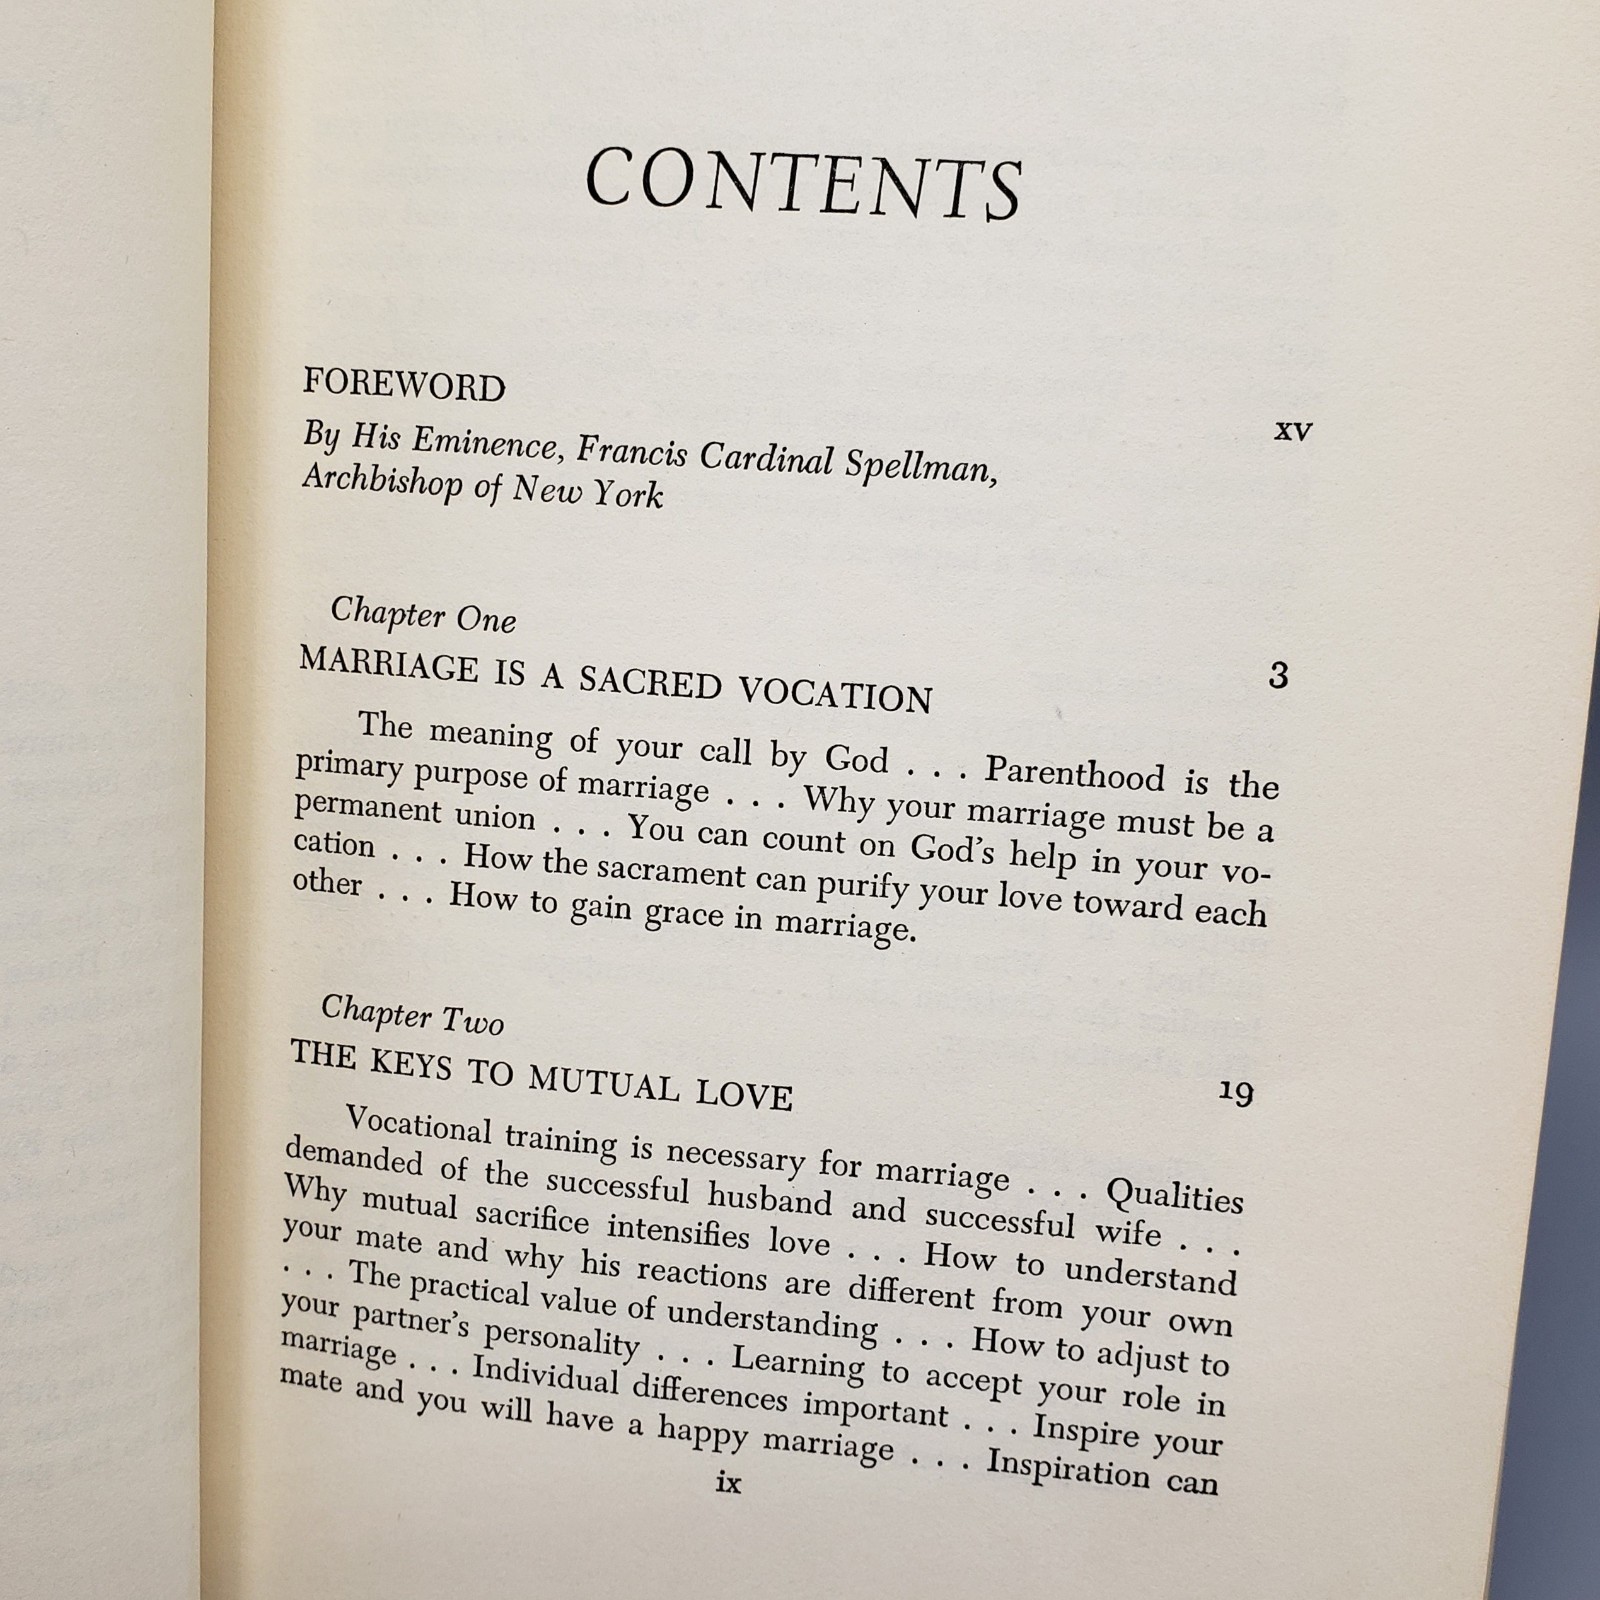 CONTENTS
FOREWORD xv
By His Eminence, Francis Cardinal Spellman,
Archbishop of New York
Chapter One
MARRIAGE IS A SACRED VOCATION 3
The meaning of your call by God . . . Parenthood is the
primary purpose of marriage . . . Why your marriage must be a
permanent union . . . You can count on God's help in your vo-
cation . . . How the sacrament can purify your love toward each
other . . . How to gain grace in marriage.
Chapter Two
THE KEYS TO MUTUAL LOVE 19
Vocational training is necessary for marriage . . . Qualities
demanded of the successful husband and successful wife . . .
Why mutual sacrifice intensifies love . . . How to understand
your mate and why his reactions are different from your own
. . . The practical value of understanding . . . How to adjust to
your partner's personality . . . Learning to accept your role in
marriage . . . Individual differences important . . . Inspire your
mate and you will have a happy marriage . . . Inspiration can
ix